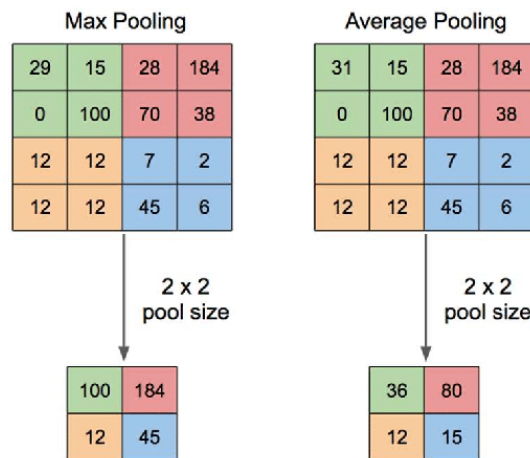 Max Pooling
29 15 28 184
0 100 70 38
12 12 7 2
12 12 45 6
2 x 2
pool size
100 184
12 45
Average Pooling
31 15 28 184
0 100 70 38
12 12 7 2
12 12 45 6
2 x 2
pool size
36 80
12 15